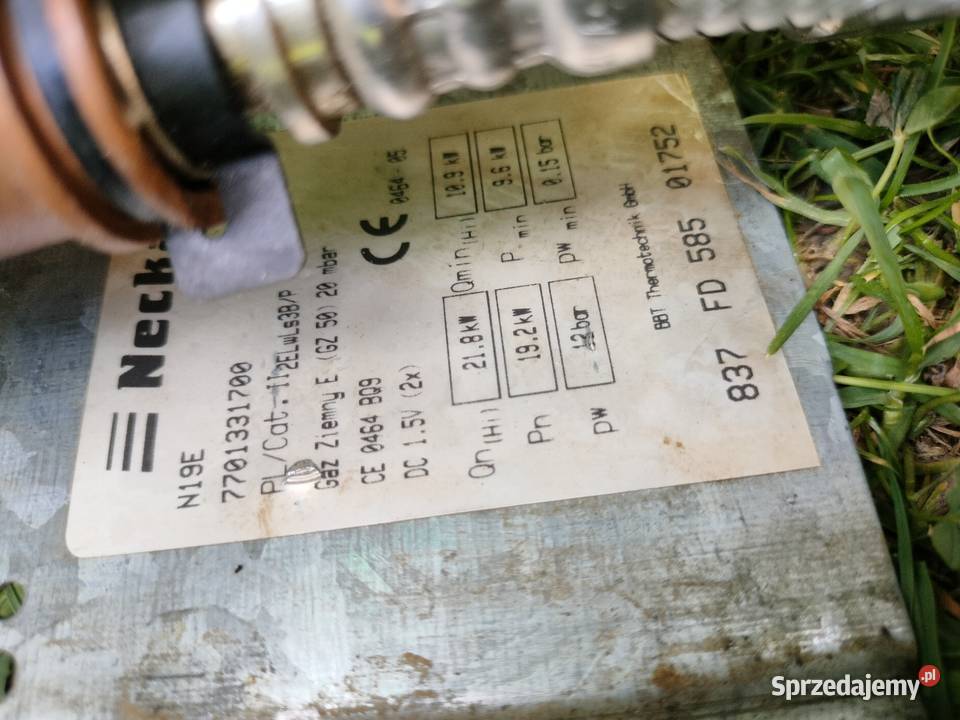 N19E
7701331700
PL/Cat. II2ELwLs3B/P
Gaz Ziemny E (GZ 50) 20 mbar
CE 0464 BQ9
DC 1.5V (2x)
CE 0464-05
Qn(Hi) 21.8 kW Qmin(Hi) 10.9 kW
Pn 19.2 kW P min 9.6 kW
pw 12 bar pw min 0.15 bar
BBT Thermotechnik GmbH
837 FD 585 01752
Sprzedajemy.pl